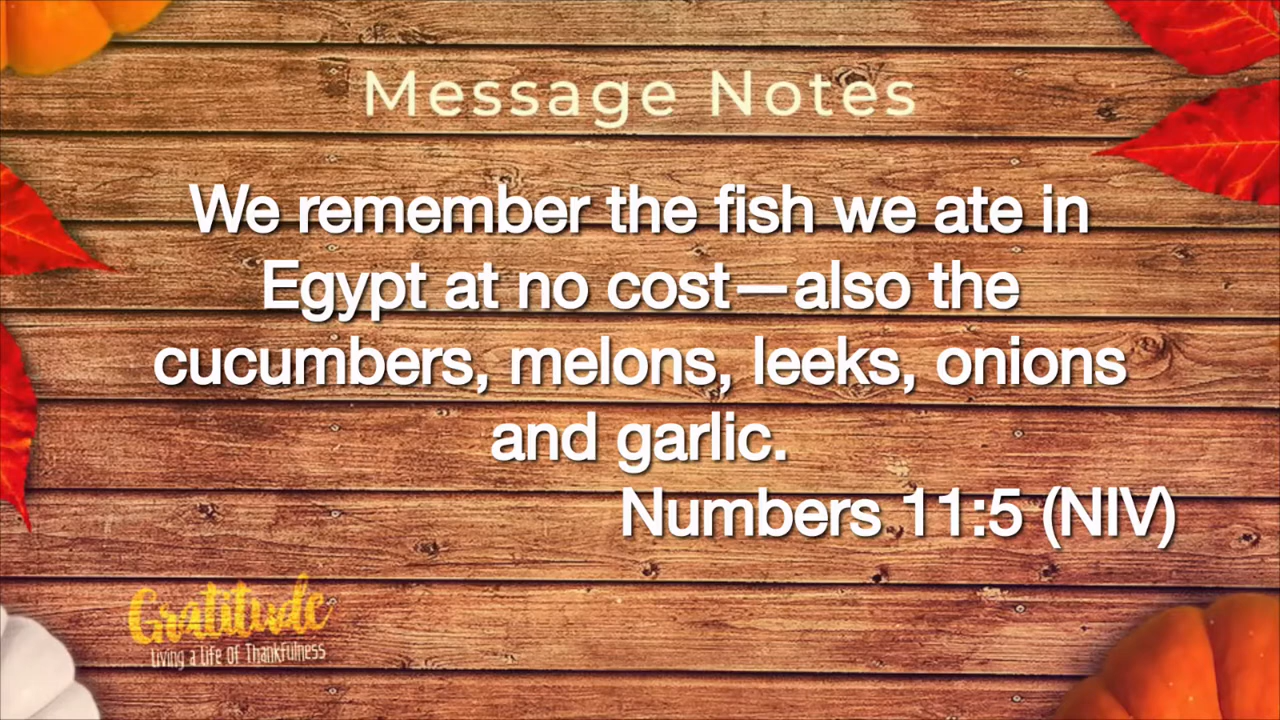 Message Notes
We remember the fish we ate in
Egypt at no cost—also the
cucumbers, melons, leeks, onions
and garlic.
Numbers 11:5 (NIV)
Gratitude
Living a Life of Thankfulness